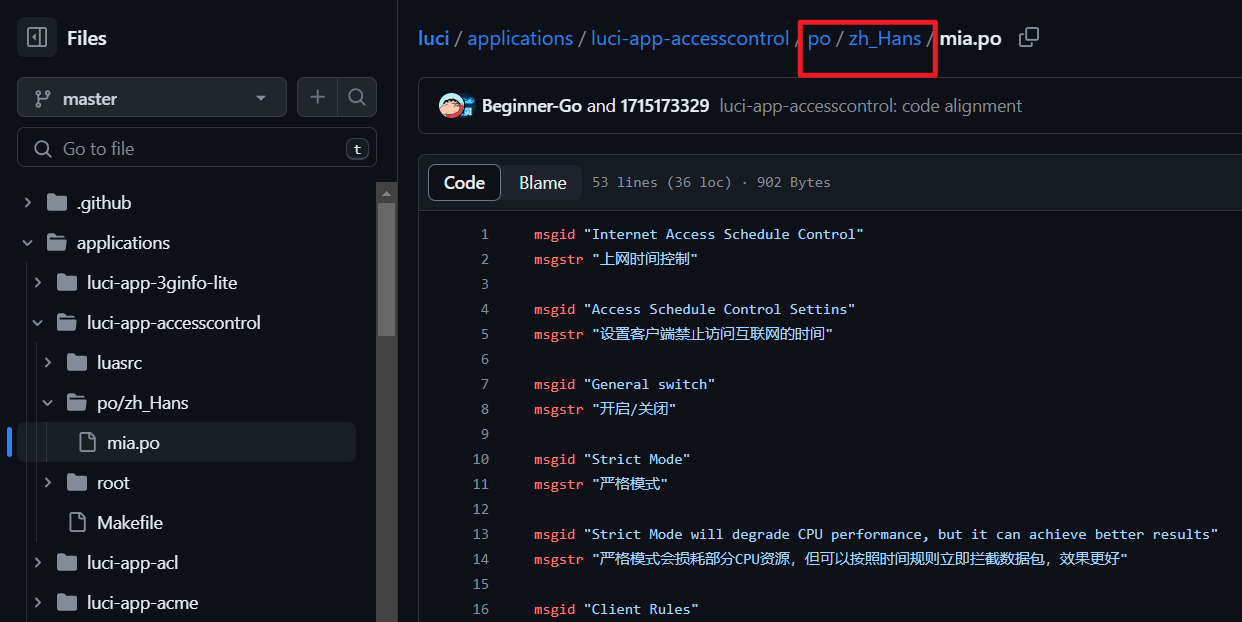 Files
master
Go to file
t
.github
applications
luci-app-3ginfo-lite
luci-app-accesscontrol
luasrc
po/zh_Hans
mia.po
root
Makefile
luci-app-acl
luci-app-acme
luci / applications / luci-app-accesscontrol / po / zh_Hans / mia.po
Beginner-Go and 1715173329 luci-app-accesscontrol: code alignment
Code Blame 53 lines (36 loc) · 902 Bytes
1 msgid "Internet Access Schedule Control"
2 msgstr "上网时间控制"
3
4 msgid "Access Schedule Control Settins"
5 msgstr "设置客户端禁止访问互联网的时间"
6
7 msgid "General switch"
8 msgstr "开启/关闭"
9
10 msgid "Strict Mode"
11 msgstr "严格模式"
12
13 msgid "Strict Mode will degrade CPU performance, but it can achieve better results"
14 msgstr "严格模式会损耗部分CPU资源，但可以按照时间规则立即拦截数据包，效果更好"
15
16 msgid "Client Rules"